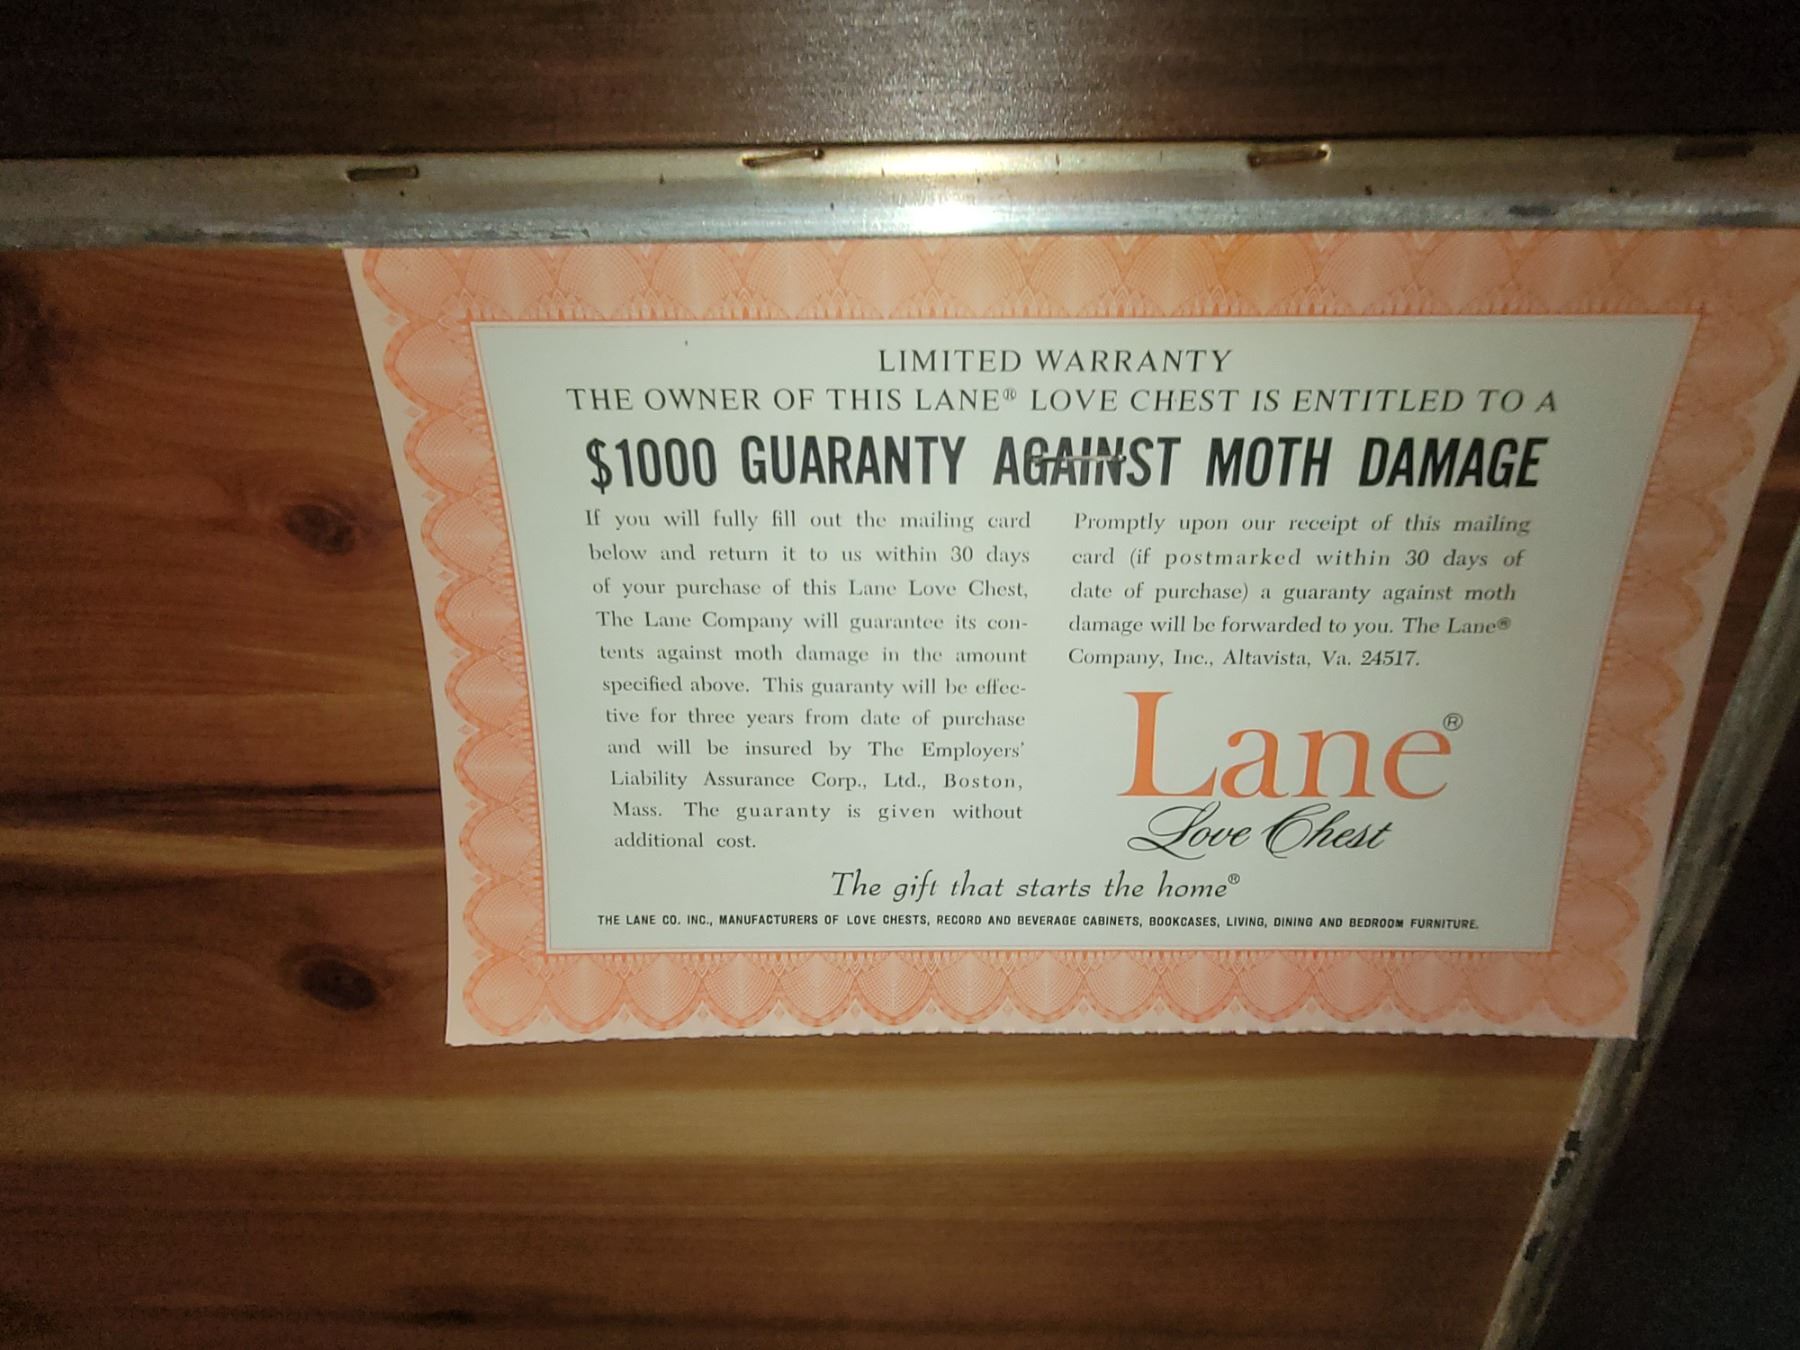 LIMITED WARRANTY
THE OWNER OF THIS LANE® LOVE CHEST IS ENTITLED TO A
$1000 GUARANTY AGAINST MOTH DAMAGE
If you will fully fill out the mailing card
below and return it to us within 30 days
of your purchase of this Lane Love Chest,
The Lane Company will guarantee its con-
tents against moth damage in the amount
specified above. This guaranty will be effec-
tive for three years from date of purchase
and will be insured by The Employers'
Liability Assurance Corp., Ltd., Boston,
Mass. The guaranty is given without
additional cost.
Promptly upon our receipt of this mailing
card (if postmarked within 30 days of
date of purchase) a guaranty against moth
damage will be forwarded to you. The Lane®
Company, Inc., Altavista, Va. 24517.
Lane®
Love Chest
The gift that starts the home®
THE LANE CO. INC., MANUFACTURERS OF LOVE CHESTS, RECORD AND BEVERAGE CABINETS, BOOKCASES, LIVING, DINING AND BEDROOM FURNITURE.